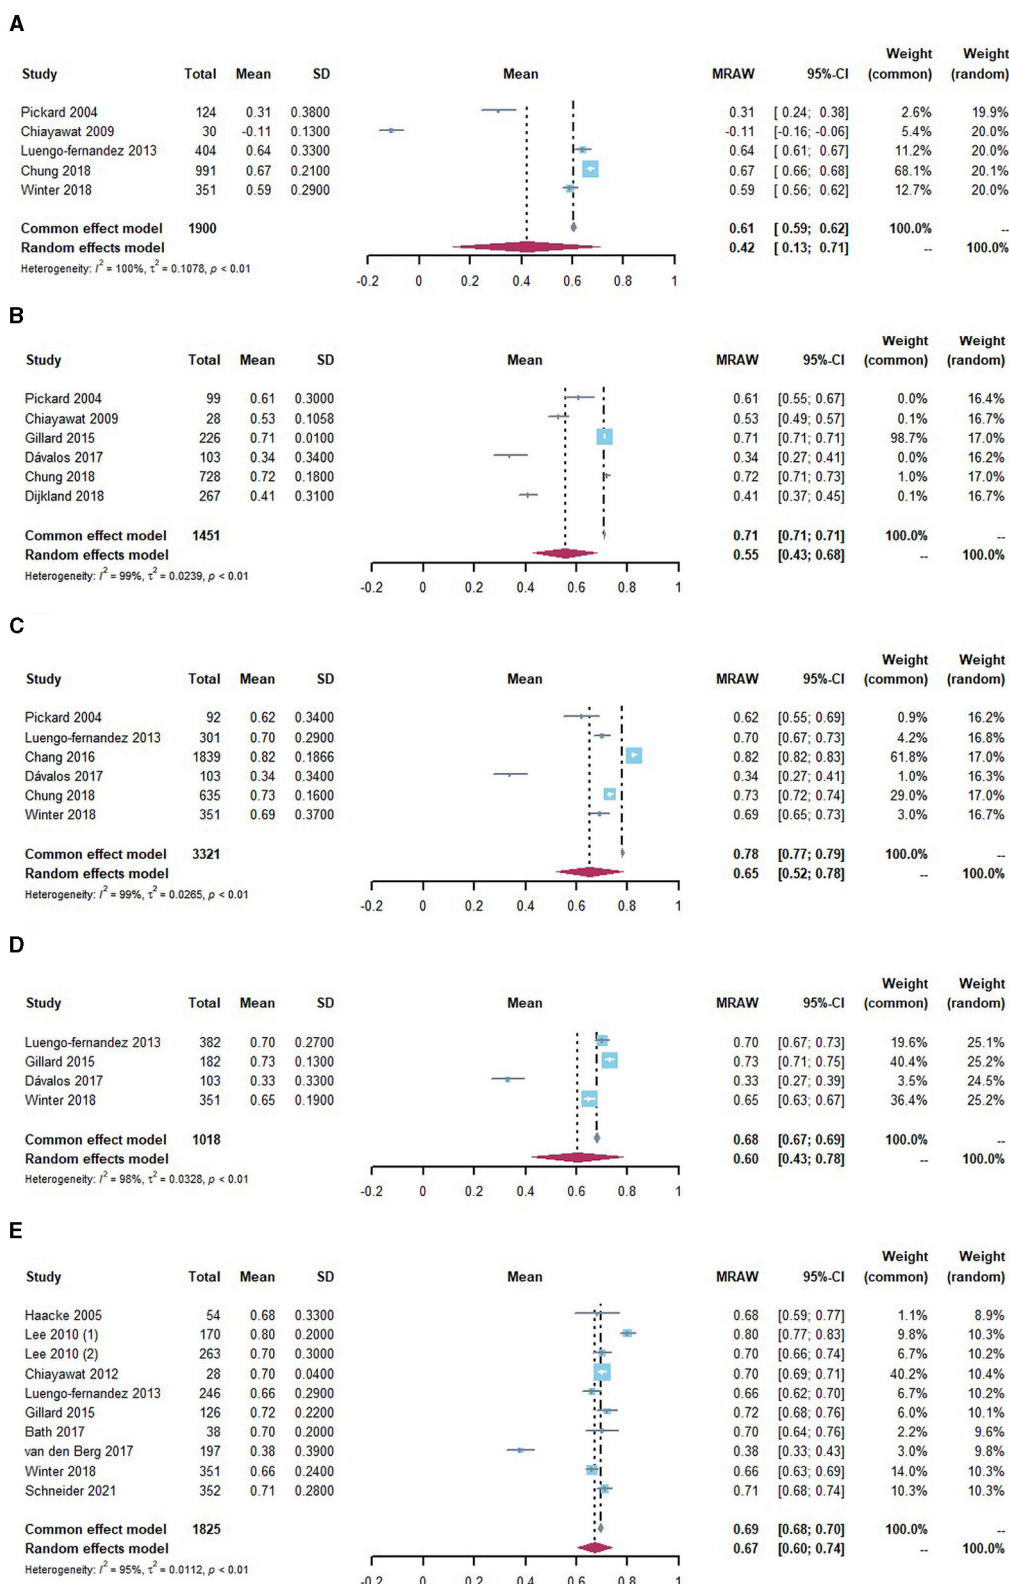 A
Weight Weight
Study Total Mean SD Mean MRAW 95%-CI (common) (random)
Pickard 2004 124 0.31 0.3800 0.31 [ 0.24; 0.38] 2.6% 19.9%
Chiayawat 2009 30 -0.11 0.1300 -0.11 [-0.16; -0.06] 5.4% 20.0%
Luengo-fernandez 2013 404 0.64 0.3300 0.64 [ 0.61; 0.67] 11.2% 20.0%
Chung 2018 991 0.67 0.2100 0.67 [ 0.66; 0.68] 68.1% 20.1%
Winter 2018 351 0.59 0.2900 0.59 [ 0.56; 0.62] 12.7% 20.0%
Common effect model 1900 0.61 [ 0.59; 0.62] 100.0% --
Random effects model 0.42 [ 0.13; 0.71] -- 100.0%
Heterogeneity: I² = 100%, τ² = 0.1078, p < 0.01
-0.2 0 0.2 0.4 0.6 0.8 1
B
Weight Weight
Study Total Mean SD Mean MRAW 95%-CI (common) (random)
Pickard 2004 99 0.61 0.3000 0.61 [0.55; 0.67] 0.0% 16.4%
Chiayawat 2009 28 0.53 0.1058 0.53 [0.49; 0.57] 0.1% 16.7%
Gillard 2015 226 0.71 0.0100 0.71 [0.71; 0.71] 98.7% 17.0%
Dávalos 2017 103 0.34 0.3400 0.34 [0.27; 0.41] 0.0% 16.2%
Chung 2018 728 0.72 0.1800 0.72 [0.71; 0.73] 1.0% 17.0%
Dijkland 2018 267 0.41 0.3100 0.41 [0.37; 0.45] 0.1% 16.7%
Common effect model 1451 0.71 [0.71; 0.71] 100.0% --
Random effects model 0.55 [0.43; 0.68] -- 100.0%
Heterogeneity: I² = 99%, τ² = 0.0239, p < 0.01
-0.2 0 0.2 0.4 0.6 0.8 1
C
Weight Weight
Study Total Mean SD Mean MRAW 95%-CI (common) (random)
Pickard 2004 92 0.62 0.3400 0.62 [0.55; 0.69] 0.9% 16.2%
Luengo-fernandez 2013 301 0.70 0.2900 0.70 [0.67; 0.73] 4.2% 16.8%
Chang 2016 1839 0.82 0.1866 0.82 [0.82; 0.83] 61.8% 17.0%
Dávalos 2017 103 0.34 0.3400 0.34 [0.27; 0.41] 1.0% 16.3%
Chung 2018 635 0.73 0.1600 0.73 [0.72; 0.74] 29.0% 17.0%
Winter 2018 351 0.69 0.3700 0.69 [0.65; 0.73] 3.0% 16.7%
Common effect model 3321 0.78 [0.77; 0.79] 100.0% --
Random effects model 0.65 [0.52; 0.78] -- 100.0%
Heterogeneity: I² = 99%, τ² = 0.0265, p < 0.01
-0.2 0 0.2 0.4 0.6 0.8 1
D
Weight Weight
Study Total Mean SD Mean MRAW 95%-CI (common) (random)
Luengo-fernandez 2013 382 0.70 0.2700 0.70 [0.67; 0.73] 19.6% 25.1%
Gillard 2015 182 0.73 0.1300 0.73 [0.71; 0.75] 40.4% 25.2%
Dávalos 2017 103 0.33 0.3300 0.33 [0.27; 0.39] 3.5% 24.5%
Winter 2018 351 0.65 0.1900 0.65 [0.63; 0.67] 36.4% 25.2%
Common effect model 1018 0.68 [0.67; 0.69] 100.0% --
Random effects model 0.60 [0.43; 0.78] -- 100.0%
Heterogeneity: I² = 98%, τ² = 0.0328, p < 0.01
-0.2 0 0.2 0.4 0.6 0.8 1
E
Weight Weight
Study Total Mean SD Mean MRAW 95%-CI (common) (random)
Haacke 2005 54 0.68 0.3300 0.68 [0.59; 0.77] 1.1% 8.9%
Lee 2010 (1) 170 0.80 0.2000 0.80 [0.77; 0.83] 9.8% 10.3%
Lee 2010 (2) 263 0.70 0.3000 0.70 [0.66; 0.74] 6.7% 10.2%
Chiayawat 2012 28 0.70 0.0400 0.70 [0.69; 0.71] 40.2% 10.4%
Luengo-fernandez 2013 246 0.66 0.2900 0.66 [0.62; 0.70] 6.7% 10.2%
Gillard 2015 126 0.72 0.2200 0.72 [0.68; 0.76] 6.0% 10.1%
Bath 2017 38 0.70 0.2000 0.70 [0.64; 0.76] 2.2% 9.6%
van den Berg 2017 197 0.38 0.3900 0.38 [0.33; 0.43] 3.0% 9.8%
Winter 2018 351 0.66 0.2400 0.66 [0.63; 0.69] 14.0% 10.3%
Schneider 2021 352 0.71 0.2800 0.71 [0.68; 0.74] 10.3% 10.3%
Common effect model 1825 0.69 [0.68; 0.70] 100.0% --
Random effects model 0.67 [0.60; 0.74] -- 100.0%
Heterogeneity: I² = 95%, τ² = 0.0112, p < 0.01
-0.2 0 0.2 0.4 0.6 0.8 1